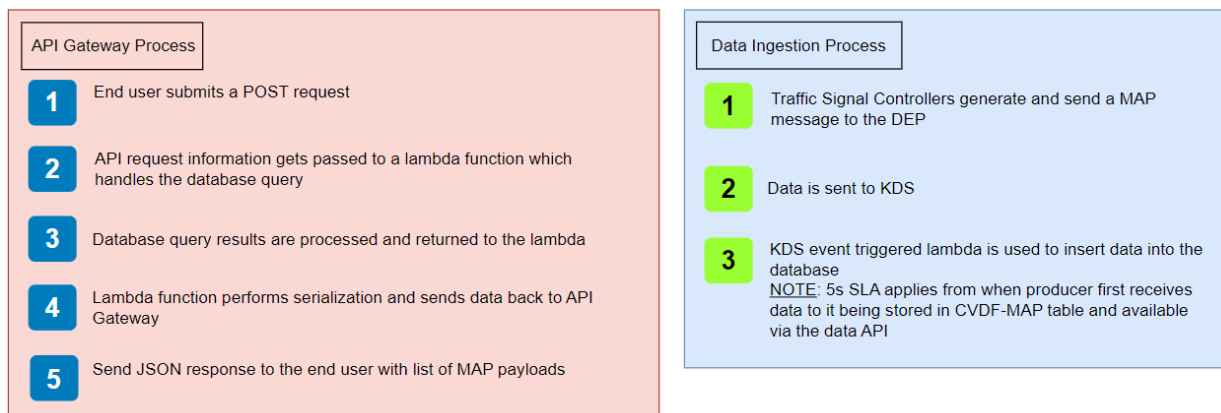 API Gateway Process
1
End user submits a POST request
2
API request information gets passed to a lambda function which
handles the database query
3
Database query results are processed and returned to the lambda
4
Lambda function performs serialization and sends data back to API
Gateway
5
Send JSON response to the end user with list of MAP payloads
Data Ingestion Process
1
Traffic Signal Controllers generate and send a MAP
message to the DEP
2
Data is sent to KDS
3
KDS event triggered lambda is used to insert data into the
database
NOTE: 5s SLA applies from when producer first receives
data to it being stored in CVDF-MAP table and available
via the data API